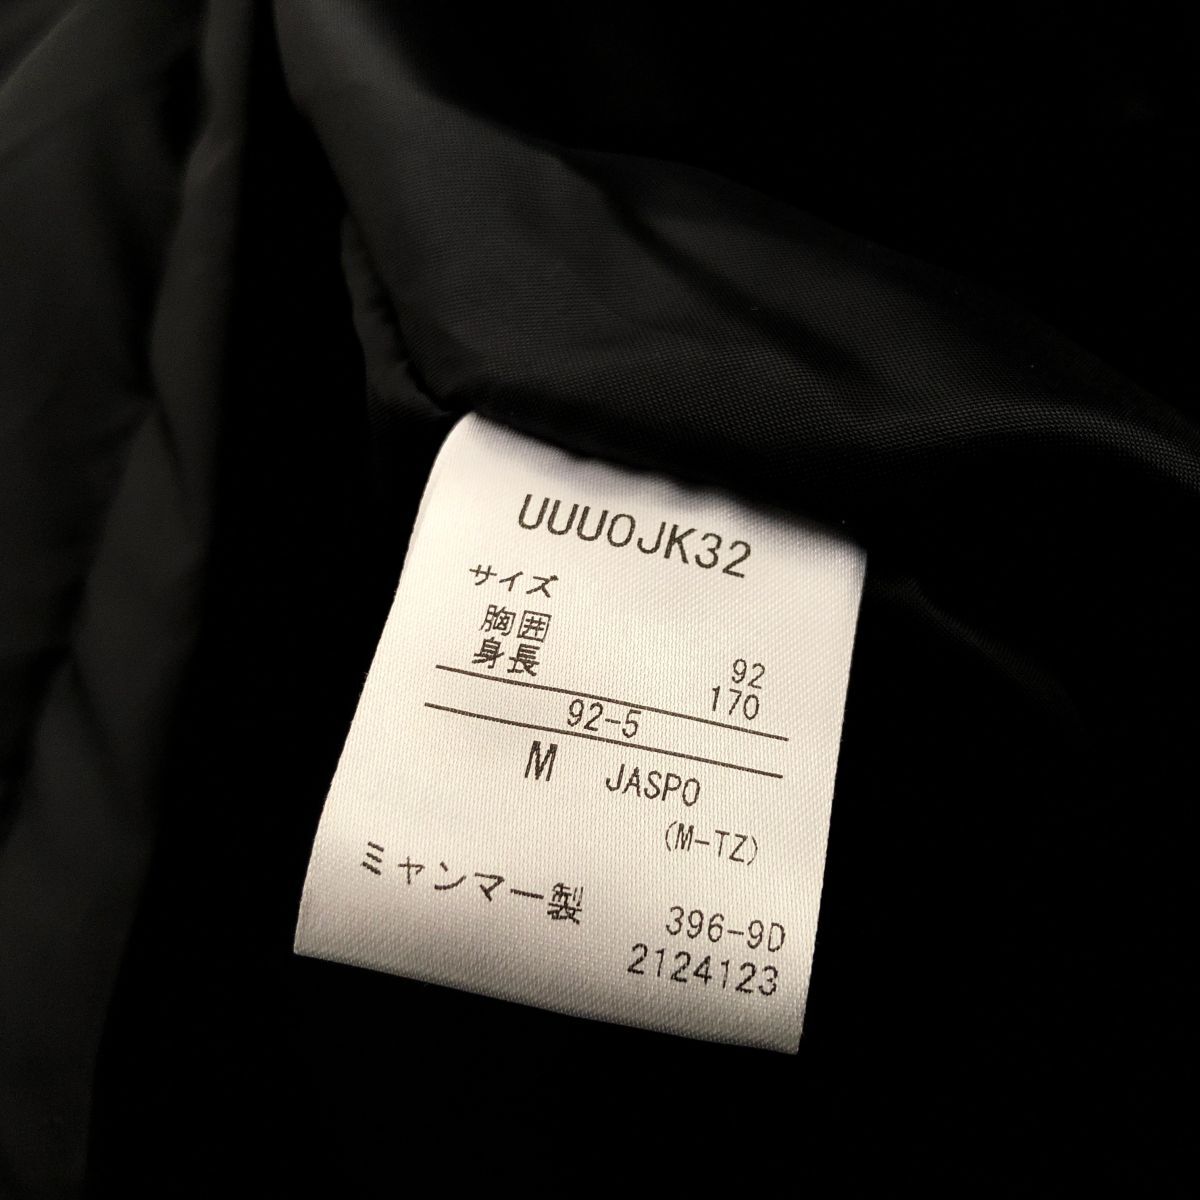 UUUOJK32
サイズ
胸囲 92
身長 170
92-5
M JASPO
(M-TZ)
ミャンマー製 396-9D
2124123